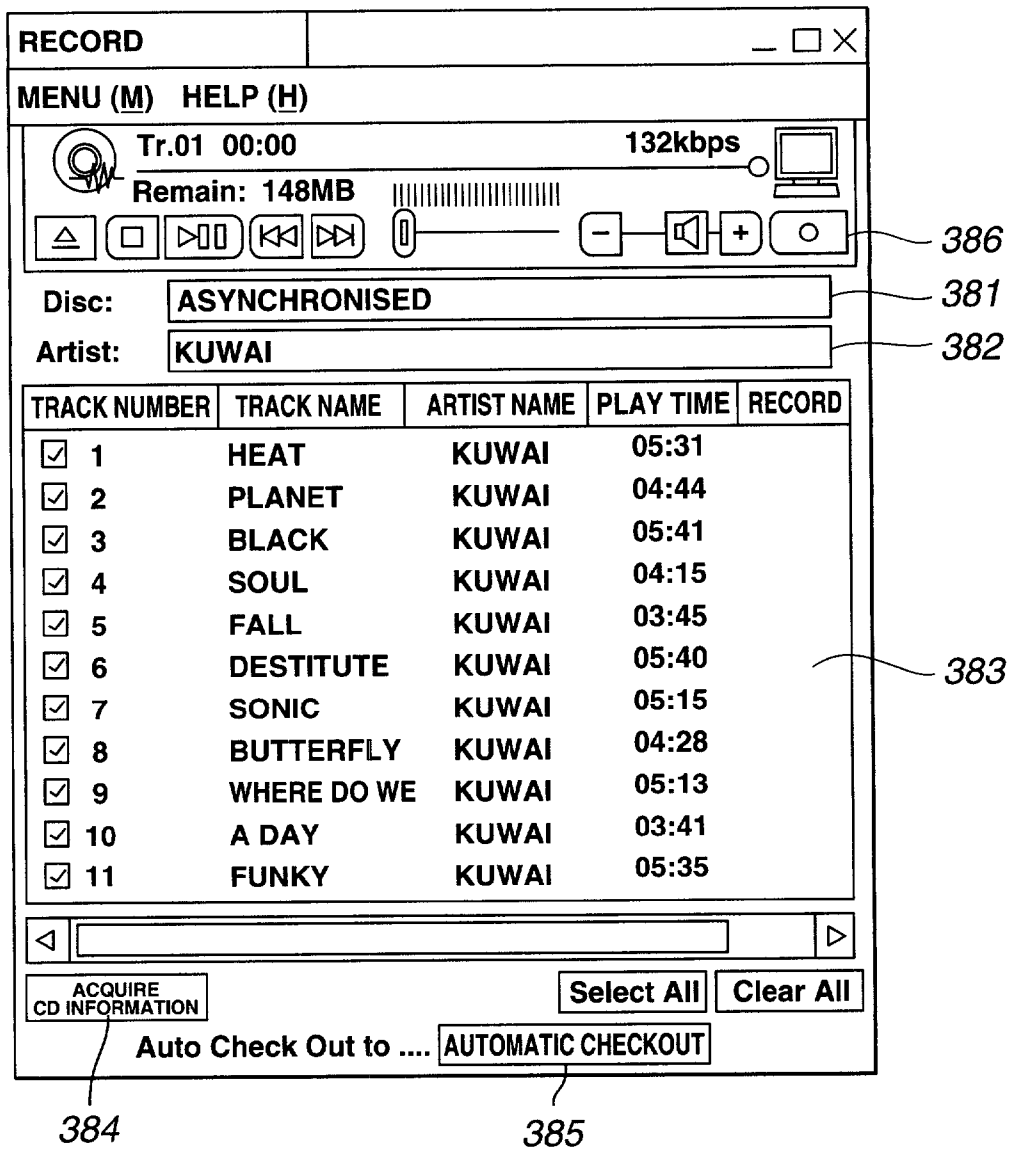 RECORD
MENU (M) HELP (H)
Tr.01 00:00 132kbps
Remain: 148MB
386
Disc: ASYNCHRONISED 381
Artist: KUWAI 382
TRACK NUMBER TRACK NAME ARTIST NAME PLAY TIME RECORD
1 HEAT KUWAI 05:31
2 PLANET KUWAI 04:44
3 BLACK KUWAI 05:41
4 SOUL KUWAI 04:15
5 FALL KUWAI 03:45
6 DESTITUTE KUWAI 05:40 383
7 SONIC KUWAI 05:15
8 BUTTERFLY KUWAI 04:28
9 WHERE DO WE KUWAI 05:13
10 A DAY KUWAI 03:41
11 FUNKY KUWAI 05:35
ACQUIRE
CD INFORMATION
Select All Clear All
Auto Check Out to .... AUTOMATIC CHECKOUT
384 385